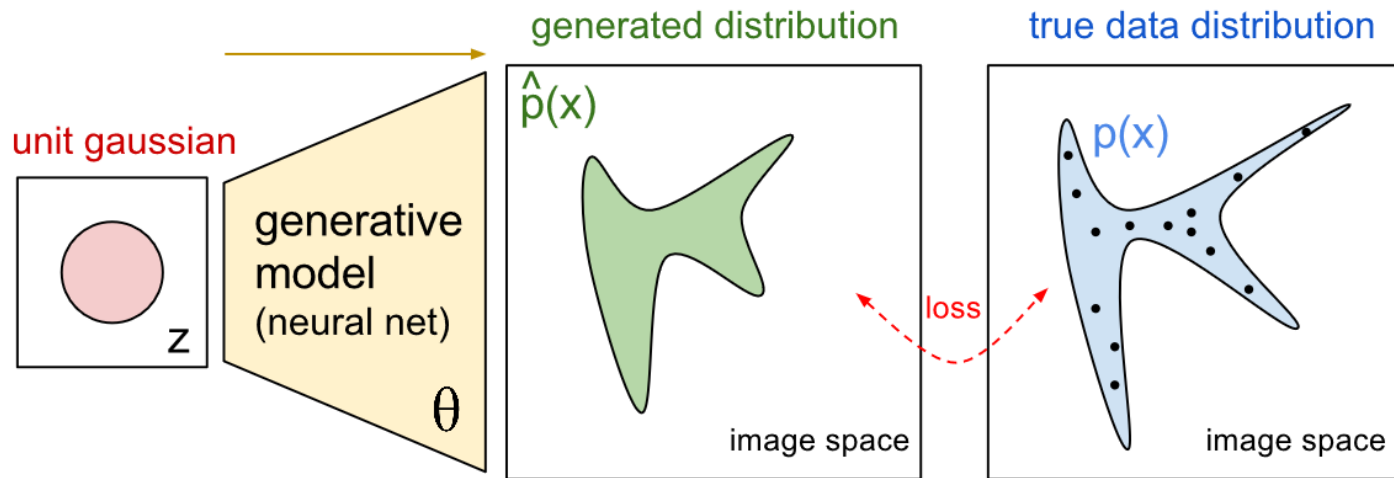 generated distribution
true data distribution
unit gaussian
z
generative
model
(neural net)
θ
p̂(x)
image space
loss
p(x)
image space